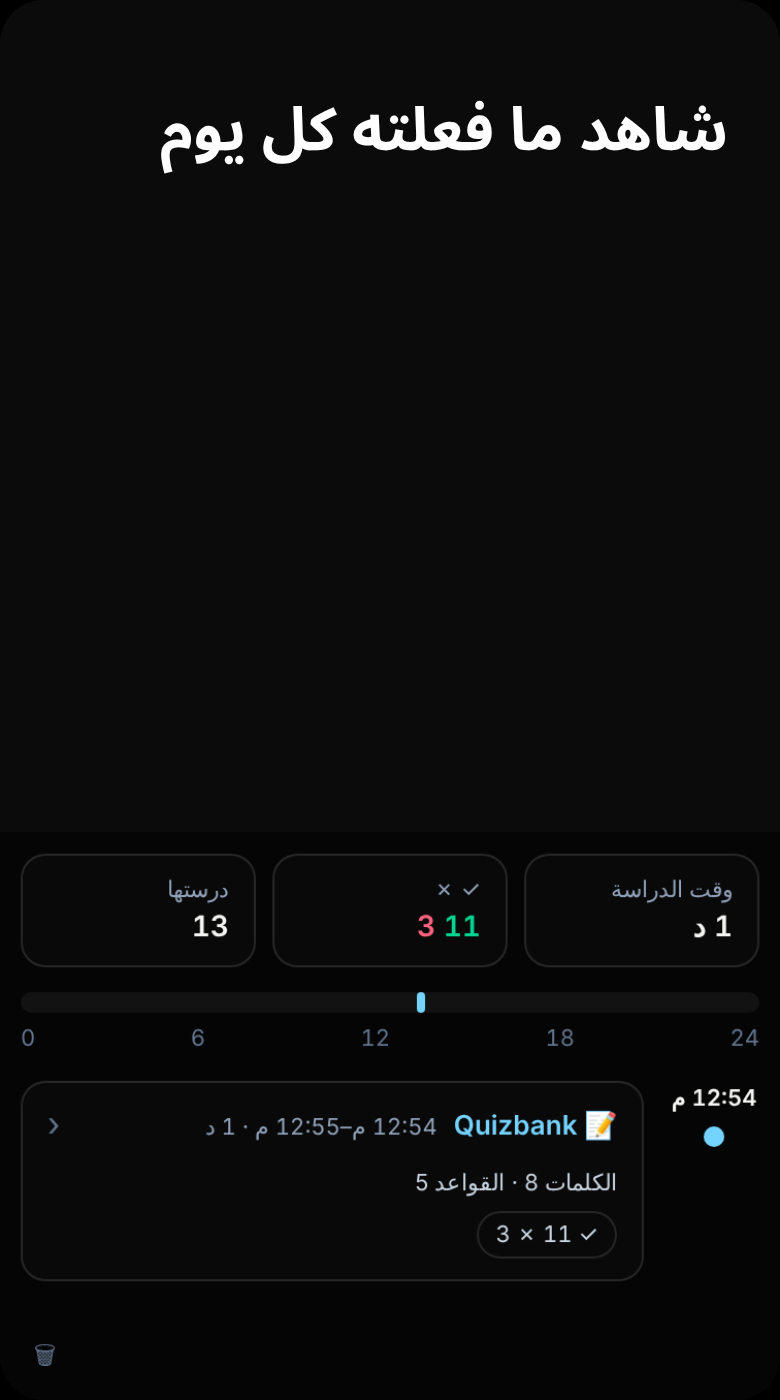 شاهد ما فعلته كل يوم
وقت الدراسة
1 د
✓ ×
11 3
درستها
13
0 6 12 18 24
12:54 م
📝 Quizbank 12:54 م–12:55 م · 1 د
الكلمات 8 · القواعد 5
✓ 11 × 3